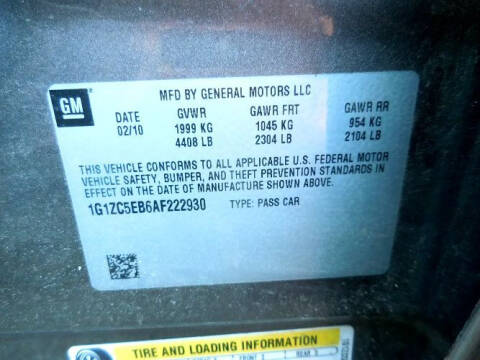 GM
MFD BY GENERAL MOTORS LLC
DATE GVWR GAWR FRT GAWR RR
02/10 1999 KG 1045 KG 954 KG
4408 LB 2304 LB 2104 LB
THIS VEHICLE CONFORMS TO ALL APPLICABLE U.S. FEDERAL MOTOR
VEHICLE SAFETY, BUMPER, AND THEFT PREVENTION STANDARDS IN
EFFECT ON THE DATE OF MANUFACTURE SHOWN ABOVE.
1G1ZC5EB6AF222930 TYPE: PASS CAR
TIRE AND LOADING INFORMATION